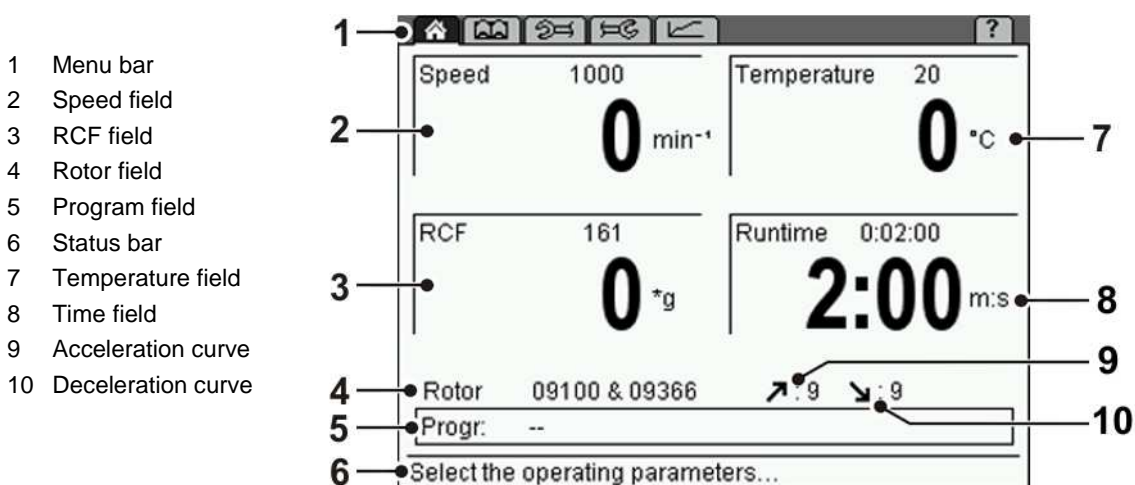 1 Menu bar
2 Speed field
3 RCF field
4 Rotor field
5 Program field
6 Status bar
7 Temperature field
8 Time field
9 Acceleration curve
10 Deceleration curve
1
?
Speed 1000
2
0 min⁻¹
Temperature 20
0 °C
7
RCF 161
3
0 *g
Runtime 0:02:00
2:00 m:s
8
9
4 Rotor 09100 & 09366 : 9 : 9
10
5 Progr: --
6 Select the operating parameters...